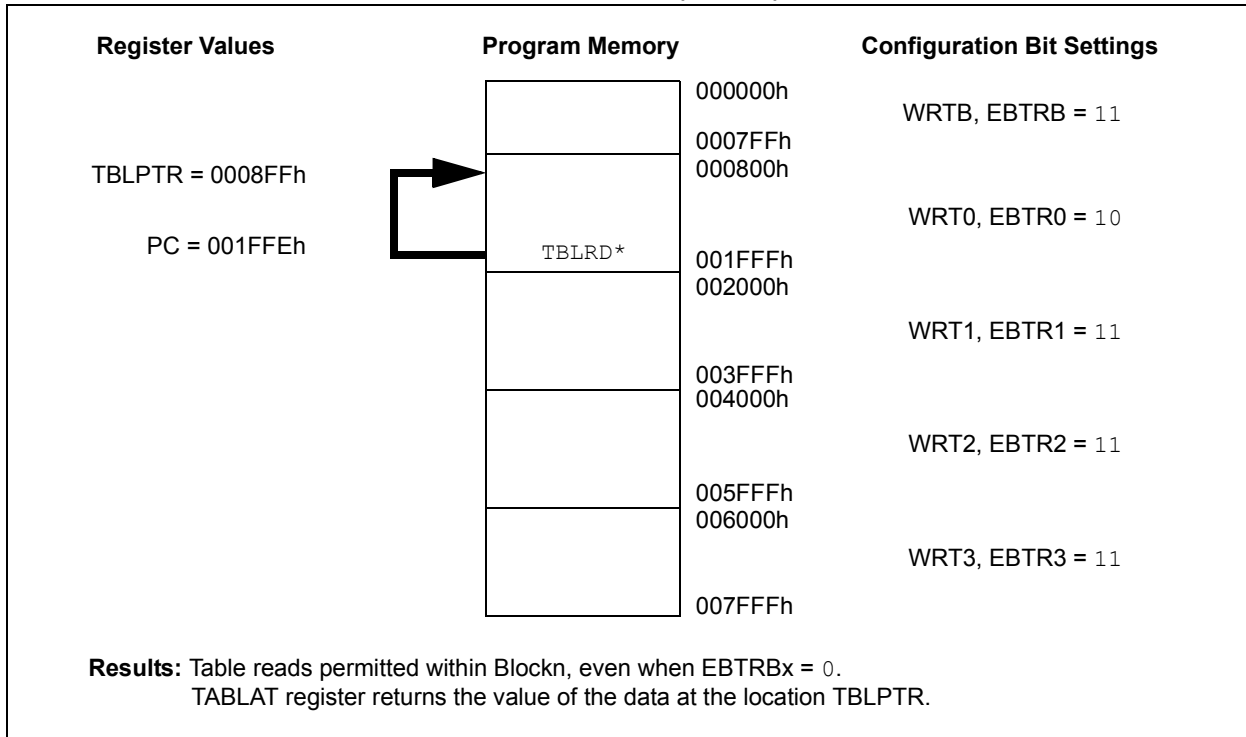 Register Values
Program Memory
Configuration Bit Settings
000000h
WRTB, EBTRB = 11
0007FFh
TBLPTR = 0008FFh
000800h
WRT0, EBTR0 = 10
PC = 001FFEh
TBLRD*
001FFFh
002000h
WRT1, EBTR1 = 11
003FFFh
004000h
WRT2, EBTR2 = 11
005FFFh
006000h
WRT3, EBTR3 = 11
007FFFh
Results: Table reads permitted within Blockn, even when EBTRBx = 0.
TABLAT register returns the value of the data at the location TBLPTR.